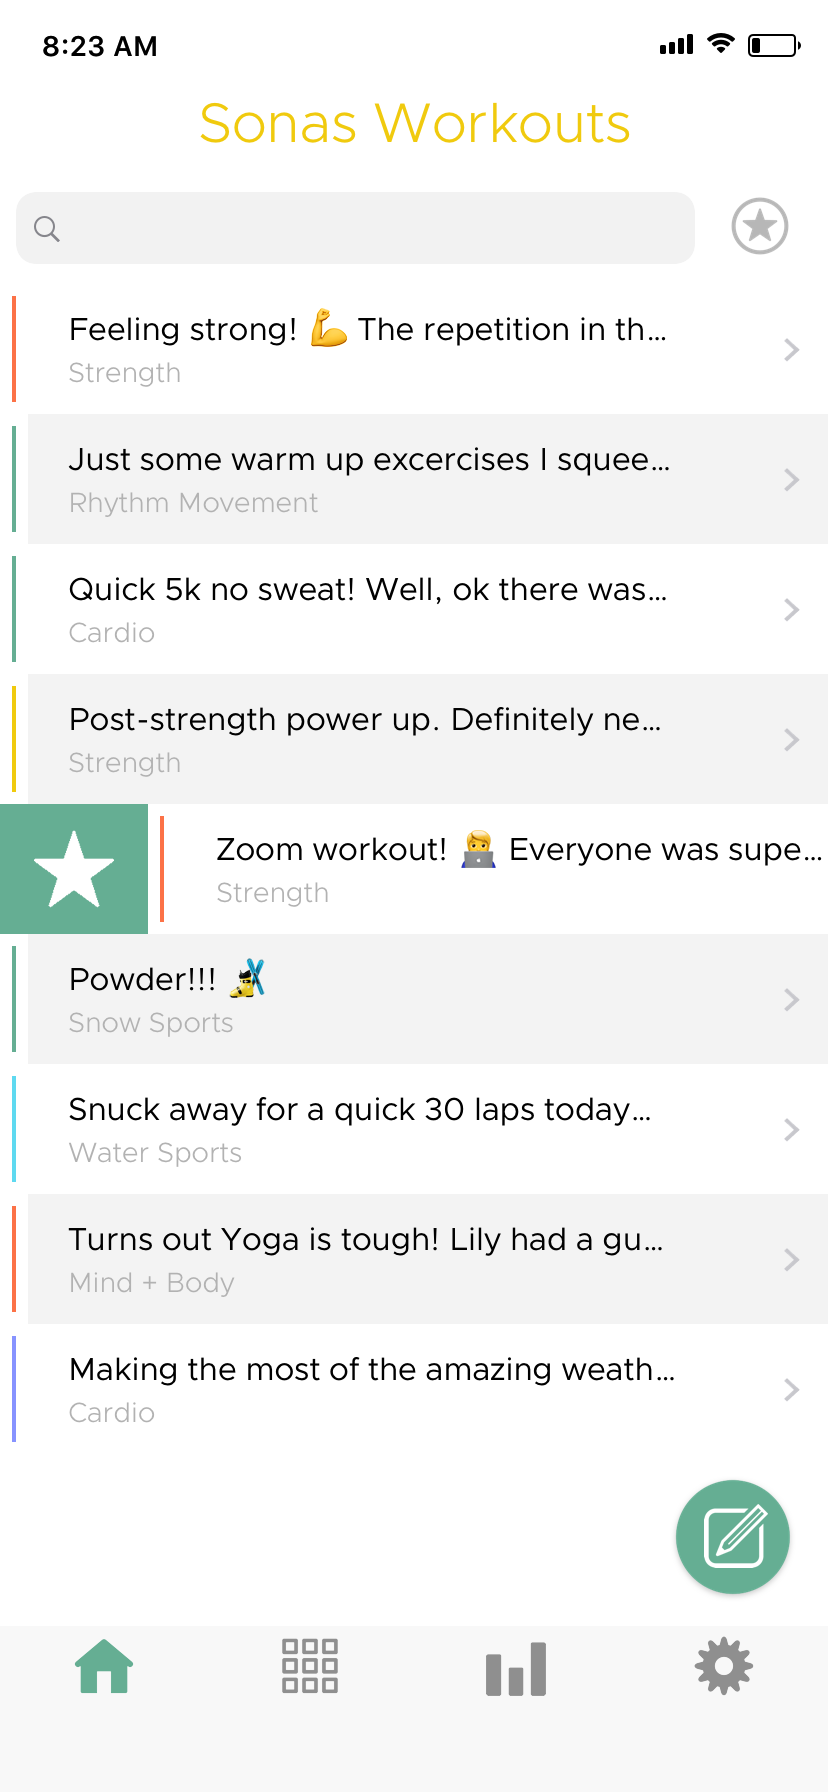 8:23 AM
Sonas Workouts
Feeling strong! 💪 The repetition in th...
Strength
Just some warm up excercises I squee...
Rhythm Movement
Quick 5k no sweat! Well, ok there was...
Cardio
Post-strength power up. Definitely ne...
Strength
Zoom workout! 👨‍💻 Everyone was supe...
Strength
Powder!!! 🎿
Snow Sports
Snuck away for a quick 30 laps today...
Water Sports
Turns out Yoga is tough! Lily had a gu...
Mind + Body
Making the most of the amazing weath...
Cardio